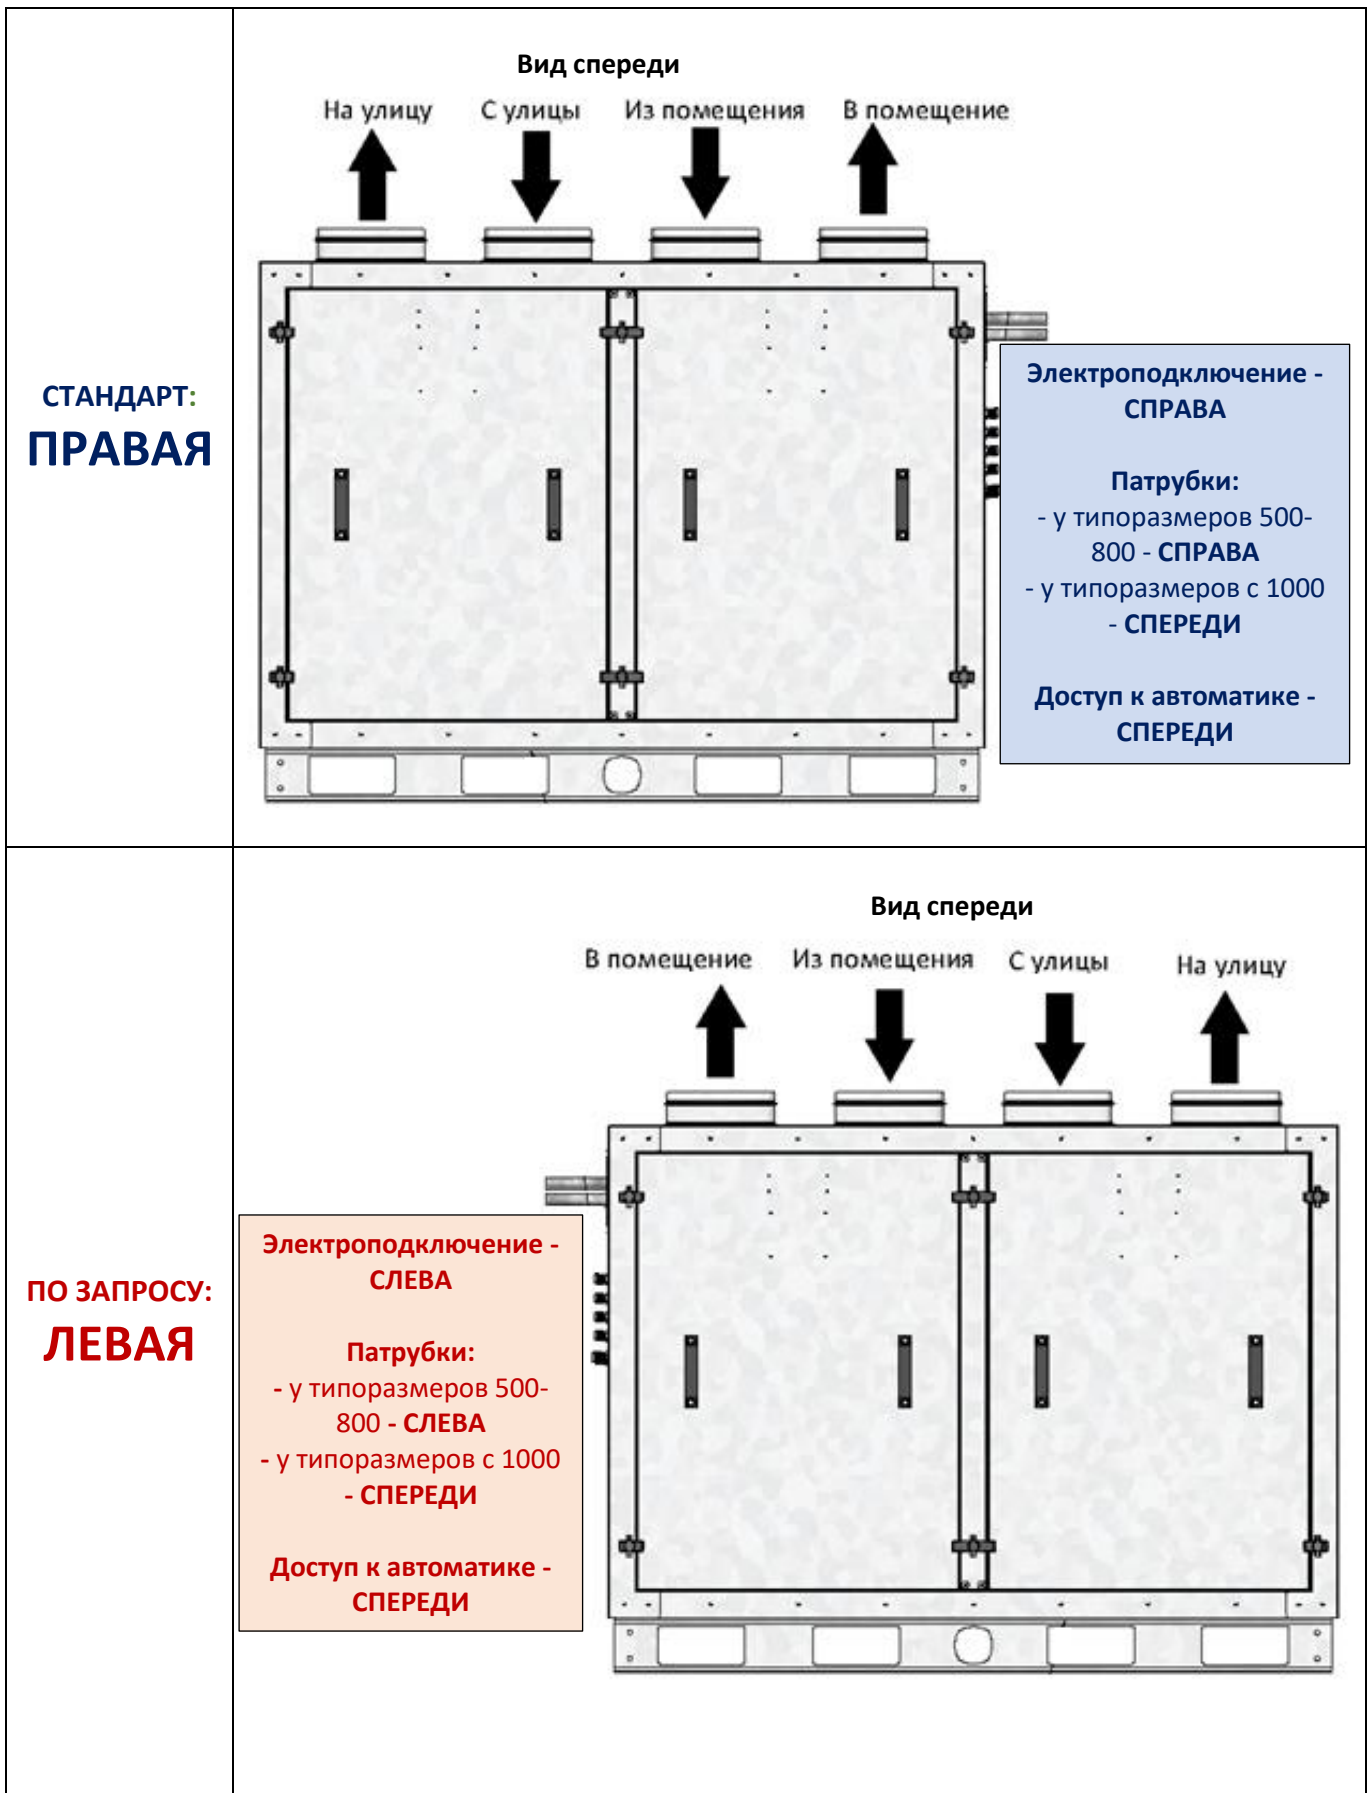 СТАНДАРТ:
ПРАВАЯ
Вид спереди
На улицу С улицы Из помещения В помещение
Электроподключение -
СПРАВА
Патрубки:
- у типоразмеров 500-
800 - СПРАВА
- у типоразмеров с 1000
- СПЕРЕДИ
Доступ к автоматике -
СПЕРЕДИ
ПО ЗАПРОСУ:
ЛЕВАЯ
Вид спереди
В помещение Из помещения С улицы На улицу
Электроподключение -
СЛЕВА
Патрубки:
- у типоразмеров 500-
800 - СЛЕВА
- у типоразмеров с 1000
- СПЕРЕДИ
Доступ к автоматике -
СПЕРЕДИ